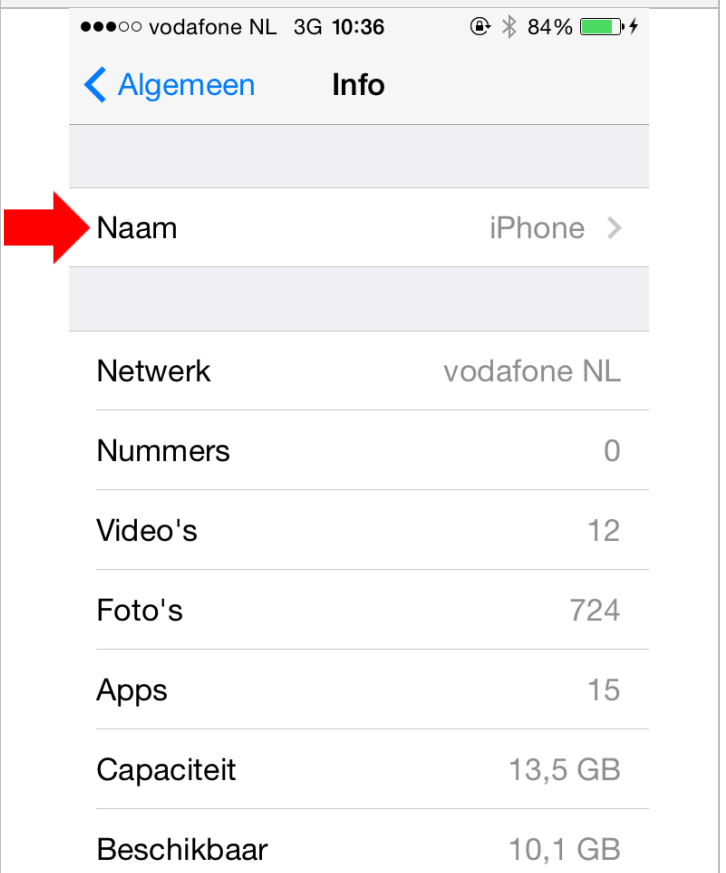 vodafone NL 3G 10:36 84%
Algemeen Info
Naam iPhone
Netwerk vodafone NL
Nummers 0
Video's 12
Foto's 724
Apps 15
Capaciteit 13,5 GB
Beschikbaar 10,1 GB